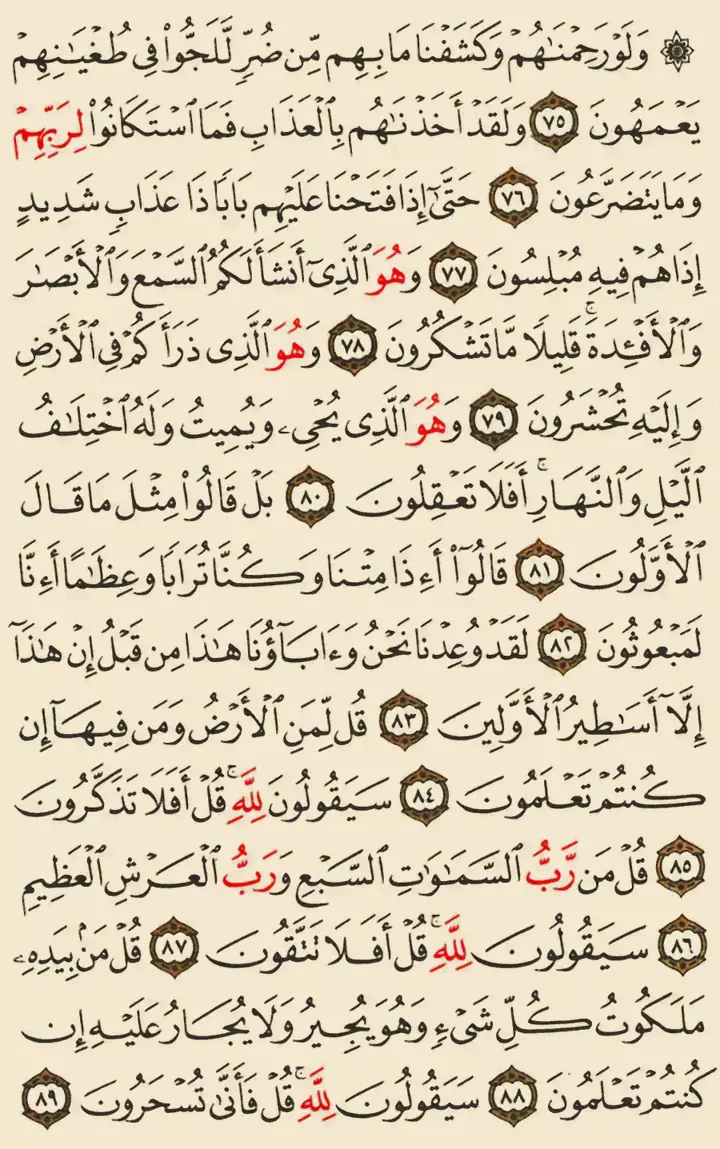 ۞ وَلَوْ رَحِمْنَٰهُمْ وَكَشَفْنَا مَا بِهِم مِّن ضُرٍّ لَّلَجُّوا۟ فِى طُغْيَٰنِهِمْ
يَعْمَهُونَ ٧٥ وَلَقَدْ أَخَذْنَٰهُم بِٱلْعَذَابِ فَمَا ٱسْتَكَانُوا۟ لِرَبِّهِمْ
وَمَا يَتَضَرَّعُونَ ٧٦ حَتَّىٰٓ إِذَا فَتَحْنَا عَلَيْهِم بَابًا ذَا عَذَابٍ شَدِيدٍ
إِذَا هُمْ فِيهِ مُبْلِسُونَ ٧٧ وَهُوَ ٱلَّذِىٓ أَنشَأَ لَكُمُ ٱلسَّمْعَ وَٱلْأَبْصَٰرَ
وَٱلْأَفْـِٔدَةَ ۚ قَلِيلًا مَّا تَشْكُرُونَ ٧٨ وَهُوَ ٱلَّذِى ذَرَأَكُمْ فِى ٱلْأَرْضِ
وَإِلَيْهِ تُحْشَرُونَ ٧٩ وَهُوَ ٱلَّذِى يُحْىِۦ وَيُمِيتُ وَلَهُ ٱخْتِلَٰفُ
ٱلَّيْلِ وَٱلنَّهَارِ ۚ أَفَلَا تَعْقِلُونَ ٨٠ بَلْ قَالُوا۟ مِثْلَ مَا قَالَ
ٱلْأَوَّلُونَ ٨١ قَالُوٓا۟ أَءِذَا مِتْنَا وَكُنَّا تُرَابًا وَعِظَٰمًا أَءِنَّا
لَمَبْعُوثُونَ ٨٢ لَقَدْ وُعِدْنَا نَحْنُ وَءَابَآؤُنَا هَٰذَا مِن قَبْلُ إِنْ هَٰذَآ
إِلَّآ أَسَٰطِيرُ ٱلْأَوَّلِينَ ٨٣ قُل لِّمَنِ ٱلْأَرْضُ وَمَن فِيهَآ إِن
كُنتُمْ تَعْلَمُونَ ٨٤ سَيَقُولُونَ لِلَّهِ ۚ قُلْ أَفَلَا تَذَكَّرُونَ
٨٥ قُلْ مَن رَّبُّ ٱلسَّمَٰوَٰتِ ٱلسَّبْعِ وَرَبُّ ٱلْعَرْشِ ٱلْعَظِيمِ
٨٦ سَيَقُولُونَ لِلَّهِ ۚ قُلْ أَفَلَا تَتَّقُونَ ٨٧ قُلْ مَنۢ بِيَدِهِۦ
مَلَكُوتُ كُلِّ شَىْءٍ وَهُوَ يُجِيرُ وَلَا يُجَارُ عَلَيْهِ إِن
كُنتُمْ تَعْلَمُونَ ٨٨ سَيَقُولُونَ لِلَّهِ ۚ قُلْ فَأَنَّىٰ تُسْحَرُونَ ٨٩